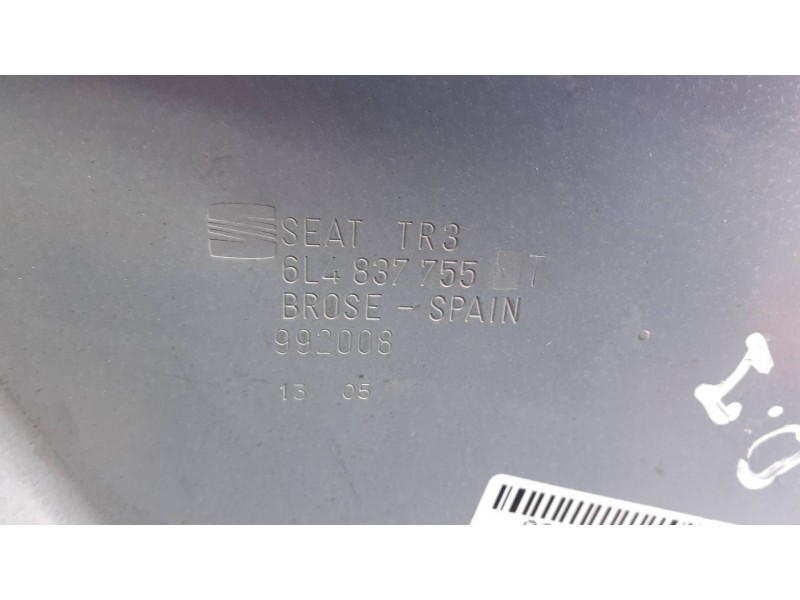 SEAT TR3
6L4 837 755 T
BROSE - SPAIN
992008
13 05